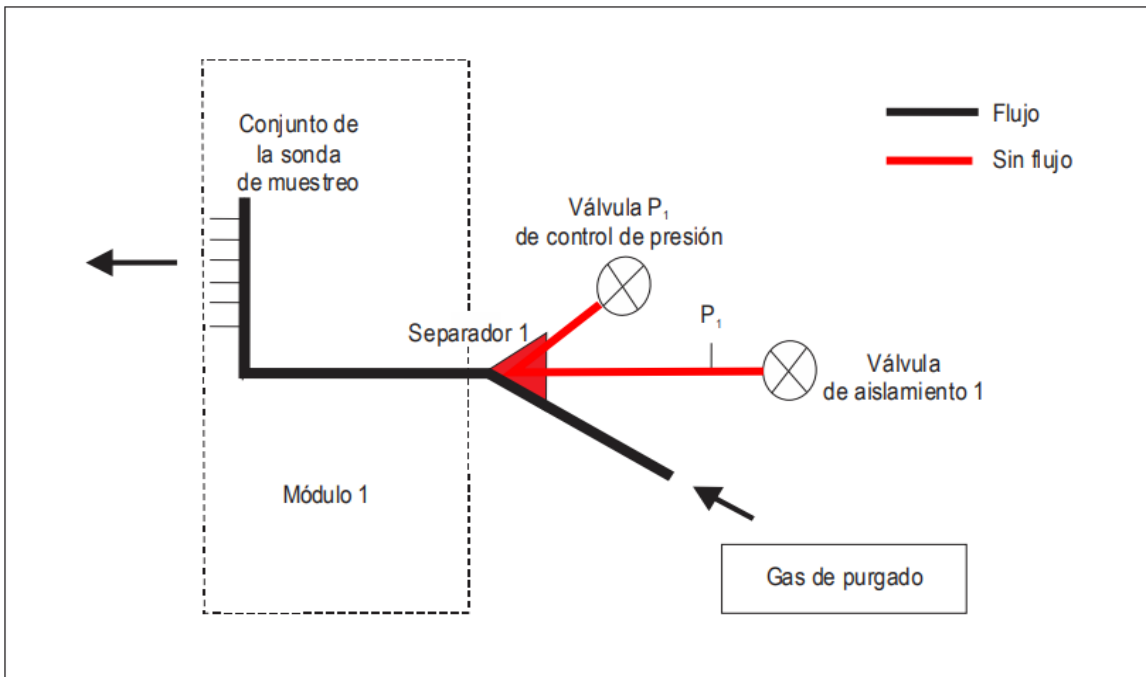 Conjunto de
la sonda
de muestreo
Flujo
Sin flujo
Válvula P₁
de control de presión
Separador 1
P₁
Válvula
de aislamiento 1
Módulo 1
Gas de purgado